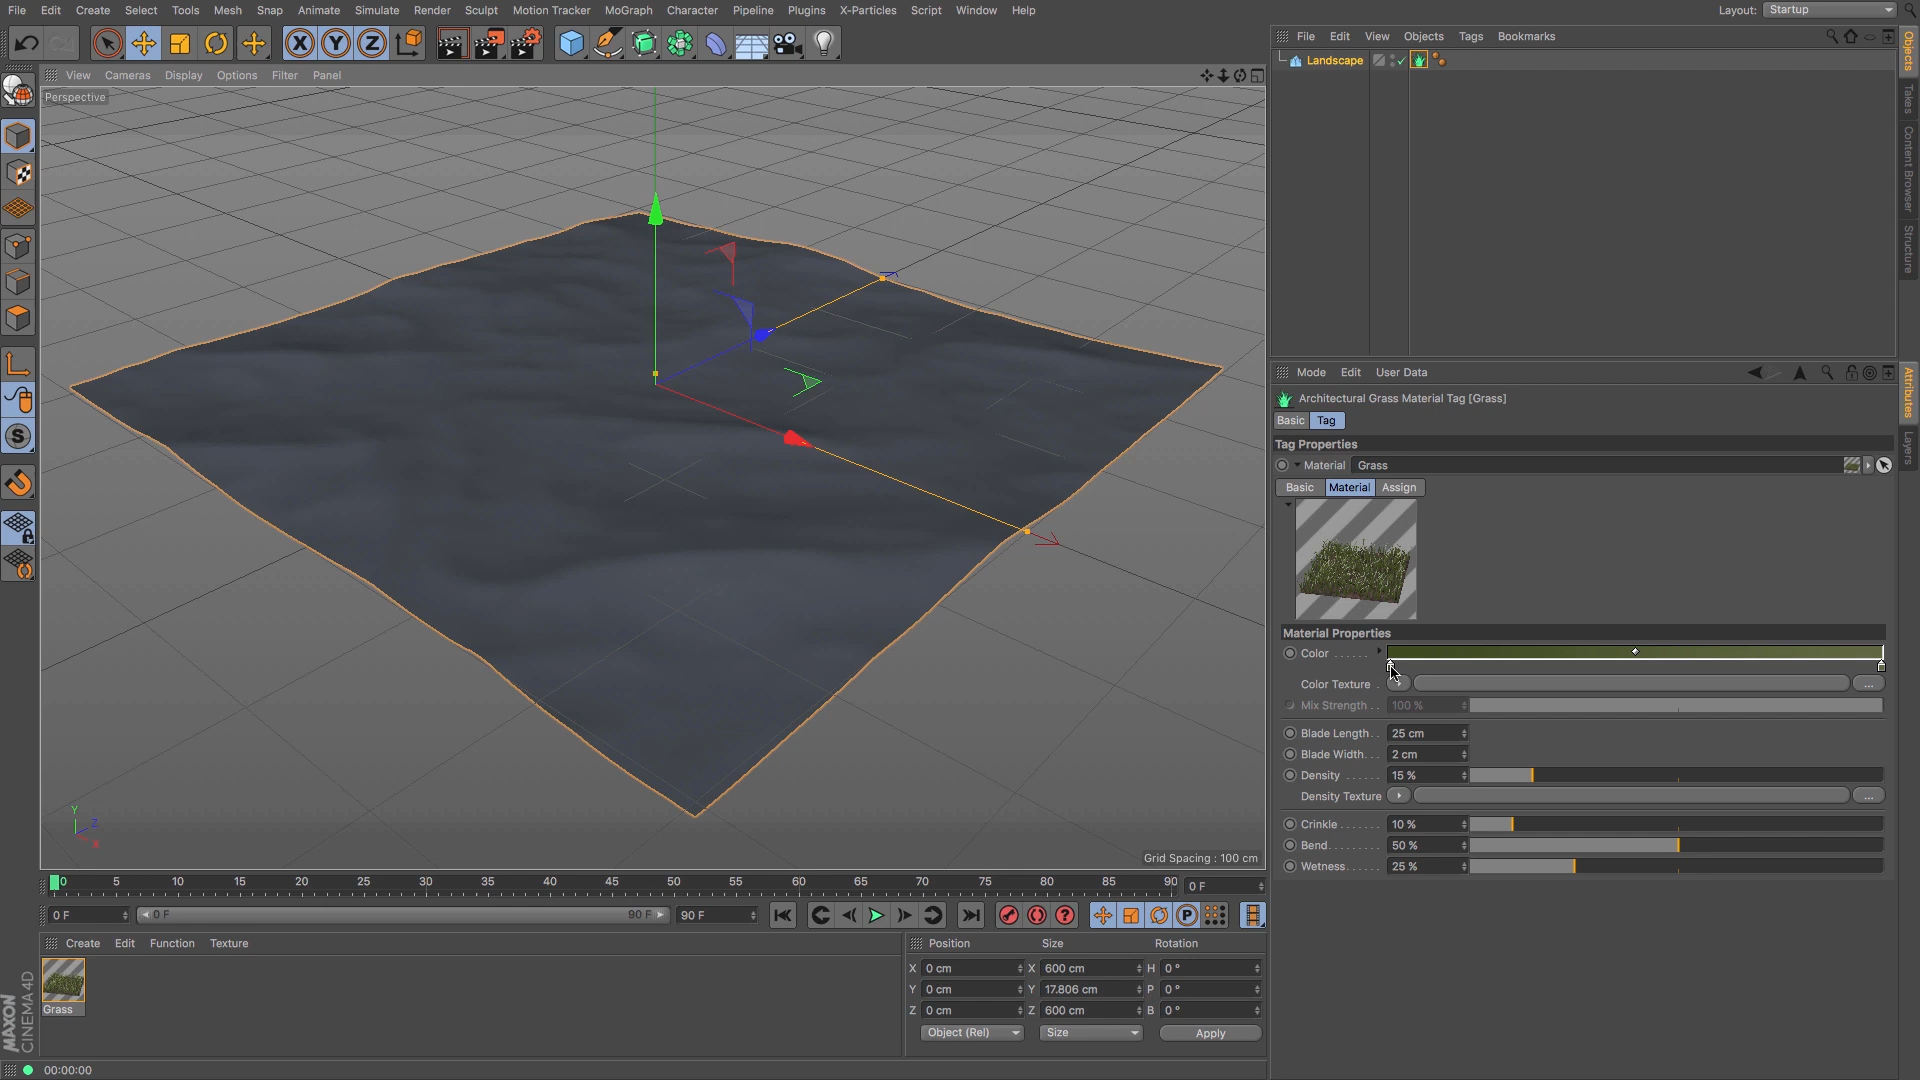 File Edit Create Select Tools Mesh Snap Animate Simulate Render Sculpt Motion Tracker MoGraph Character Pipeline Plugins X-Particles Script Window Help
Layout: Startup
X Y Z
View Cameras Display Options Filter Panel
Perspective
S
Y
Z
X
Grid Spacing : 100 cm
0 5 10 15 20 25 30 35 40 45 50 55 60 65 70 75 80 85 90 0 F
0 F 0 F 90 F 90 F
P
Create Edit Function Texture
Grass
MAXON
CINEMA 4D
Position Size Rotation
X 0 cm X 600 cm H 0 °
Y 0 cm Y 17.806 cm P 0 °
Z 0 cm Z 600 cm B 0 °
Object (Rel) Size Apply
00:00:00
File Edit View Objects Tags Bookmarks
Landscape
Objects
Takes
Content Browser
Structure
Mode Edit User Data
Architectural Grass Material Tag [Grass]
Basic Tag
Tag Properties
Material Grass
Basic Material Assign
Material Properties
Color ......
Color Texture .
...
Mix Strength . . 100 %
Blade Length . . 25 cm
Blade Width. . . 2 cm
Density ...... 15 %
Density Texture
...
Crinkle ....... 10 %
Bend......... 50 %
Wetness...... 25 %
Attributes
Layers